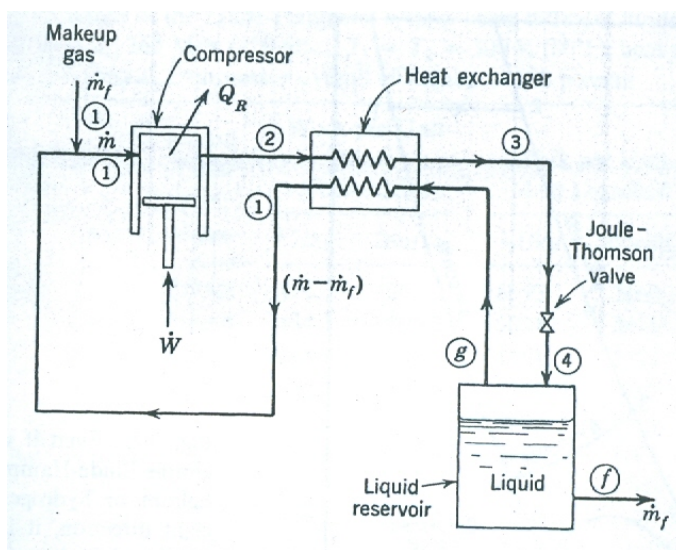 Makeup
gas
ṁ_f
①
ṁ
①
Compressor
Q_R
Ẇ
②
Heat exchanger
①
(ṁ−ṁ_f)
③
Joule–
Thomson
valve
④
g
Liquid
reservoir
Liquid
f
ṁ_f